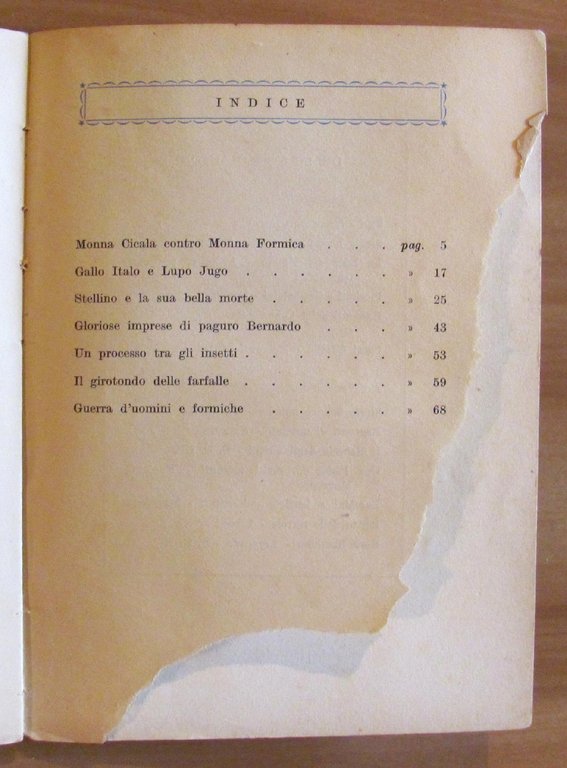 INDICE
Monna Cicala contro Monna Formica . . . pag. 5
Gallo Italo e Lupo Jugo . . . . . . » 17
Stellino e la sua bella morte . . . . . » 25
Gloriose imprese di paguro Bernardo . . . » 43
Un processo tra gli insetti . . . . . . » 53
Il girotondo delle farfalle . . . . . . » 59
Guerra d'uomini e formiche . . . . . » 68